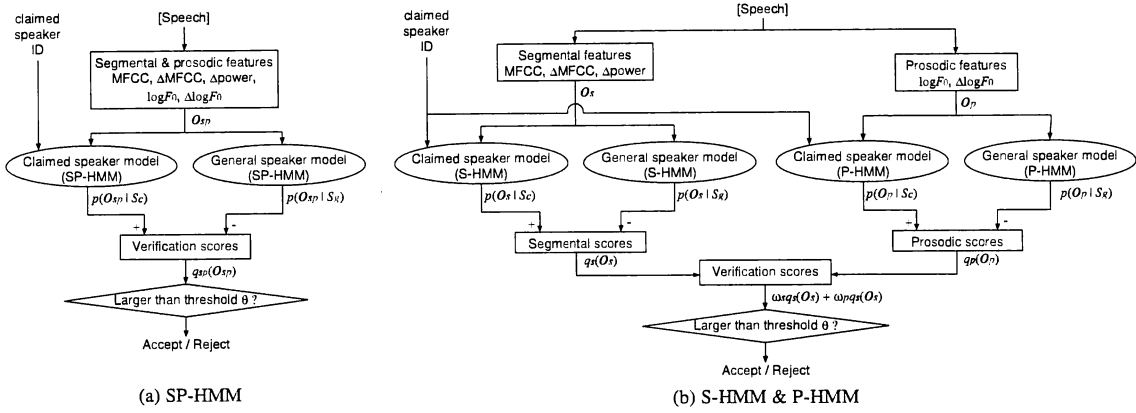 claimed
speaker
ID
[Speech]
Segmental & prosodic features
MFCC, ΔMFCC, Δpower,
logF0, ΔlogF0
Osp
Claimed speaker model
(SP-HMM)
General speaker model
(SP-HMM)
p(Osp | Sc)
p(Osp | Sg)
+
-
Verification scores
qsp(Osp)
Larger than threshold θ ?
Accept / Reject
(a) SP-HMM
claimed
speaker
ID
[Speech]
Segmental features
MFCC, ΔMFCC, Δpower
Os
Prosodic features
logF0, ΔlogF0
Op
Claimed speaker model
(S-HMM)
General speaker model
(S-HMM)
Claimed speaker model
(P-HMM)
General speaker model
(P-HMM)
p(Os | Sc)
p(Os | Sg)
p(Op | Sc)
p(Op | Sg)
+
-
+
-
Segmental scores
Prosodic scores
qs(Os)
qp(Op)
Verification scores
ωsqs(Os) + ωpqs(Os)
Larger than threshold θ ?
Accept / Reject
(b) S-HMM & P-HMM